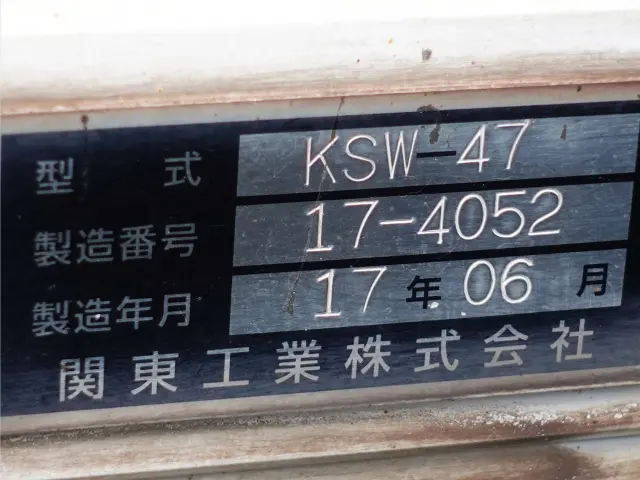 型式 KSW-47
製造番号 17-4052
製造年月 17年06月
関東工業株式会社